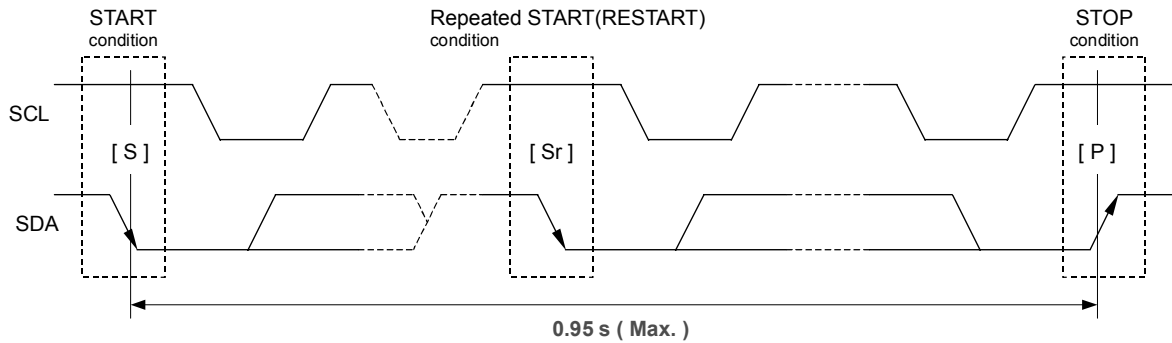 START
condition
Repeated START(RESTART)
condition
STOP
condition
SCL
[ S ]
[ Sr ]
[ P ]
SDA
0.95 s ( Max. )